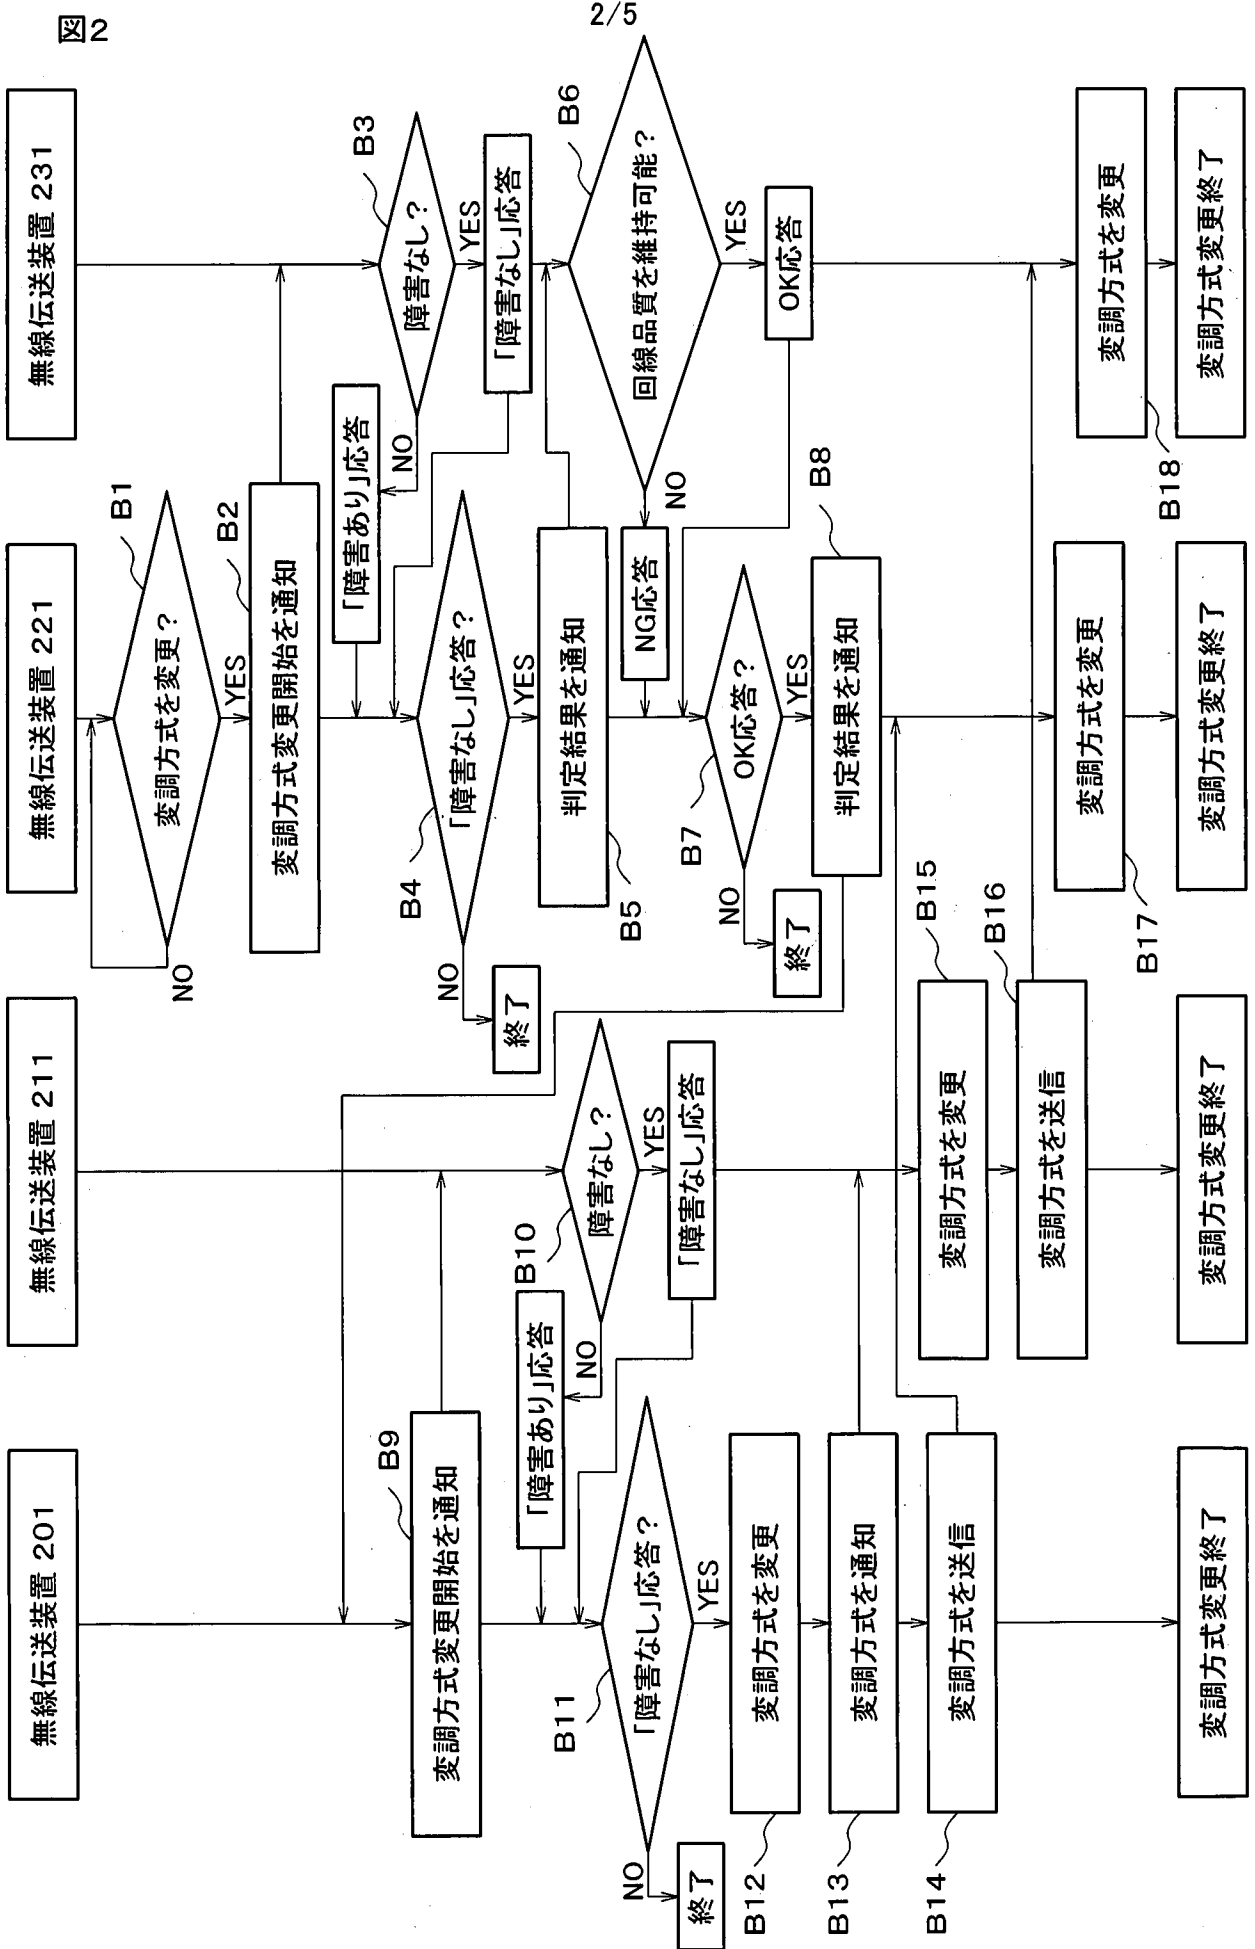 2/5
図2
無線伝送装置 201
無線伝送装置 211
無線伝送装置 221
無線伝送装置 231
変調方式を変更?
B1
NO
YES
変調方式変更開始を通知
B2
障害なし?
B3
NO
YES
「障害あり」応答
「障害なし」応答
「障害なし」応答?
B4
NO
YES
終了
判定結果を通知
B5
回線品質を維持可能?
B6
NO
YES
NG応答
OK応答
OK応答?
B7
NO
YES
終了
判定結果を通知
B8
変調方式変更開始を通知
B9
障害なし?
B10
NO
YES
「障害あり」応答
「障害なし」応答
「障害なし」応答?
B11
NO
YES
終了
変調方式を変更
B12
変調方式を通知
B13
変調方式を送信
B14
変調方式を変更
B15
変調方式を送信
B16
変調方式を変更
B17
変調方式を変更
B18
変調方式変更終了
変調方式変更終了
変調方式変更終了
変調方式変更終了